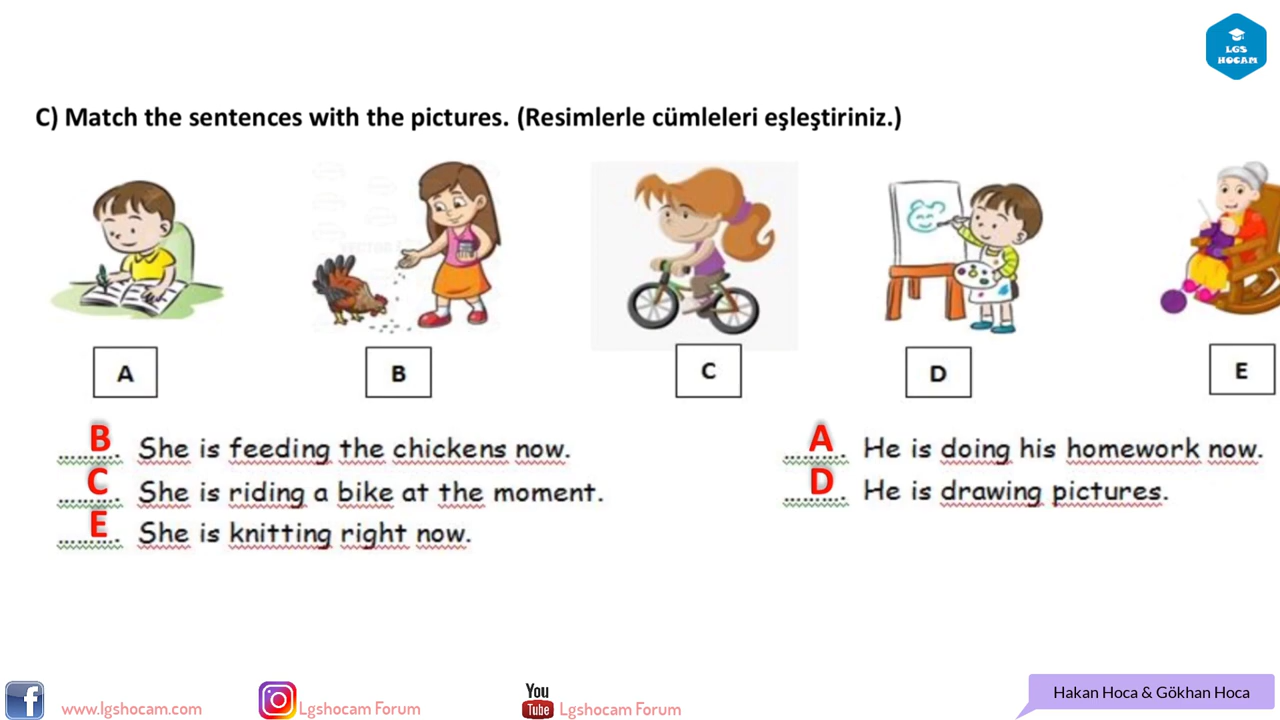 LGS
HOCAM
C) Match the sentences with the pictures. (Resimlerle cümleleri eşleştiriniz.)
A
B
C
D
E
B ......... She is feeding the chickens now.
C ......... She is riding a bike at the moment.
E ......... She is knitting right now.
A ......... He is doing his homework now.
D ......... He is drawing pictures.
www.lgshocam.com
Lgshocam Forum
You
Tube
Lgshocam Forum
Hakan Hoca & Gökhan Hoca